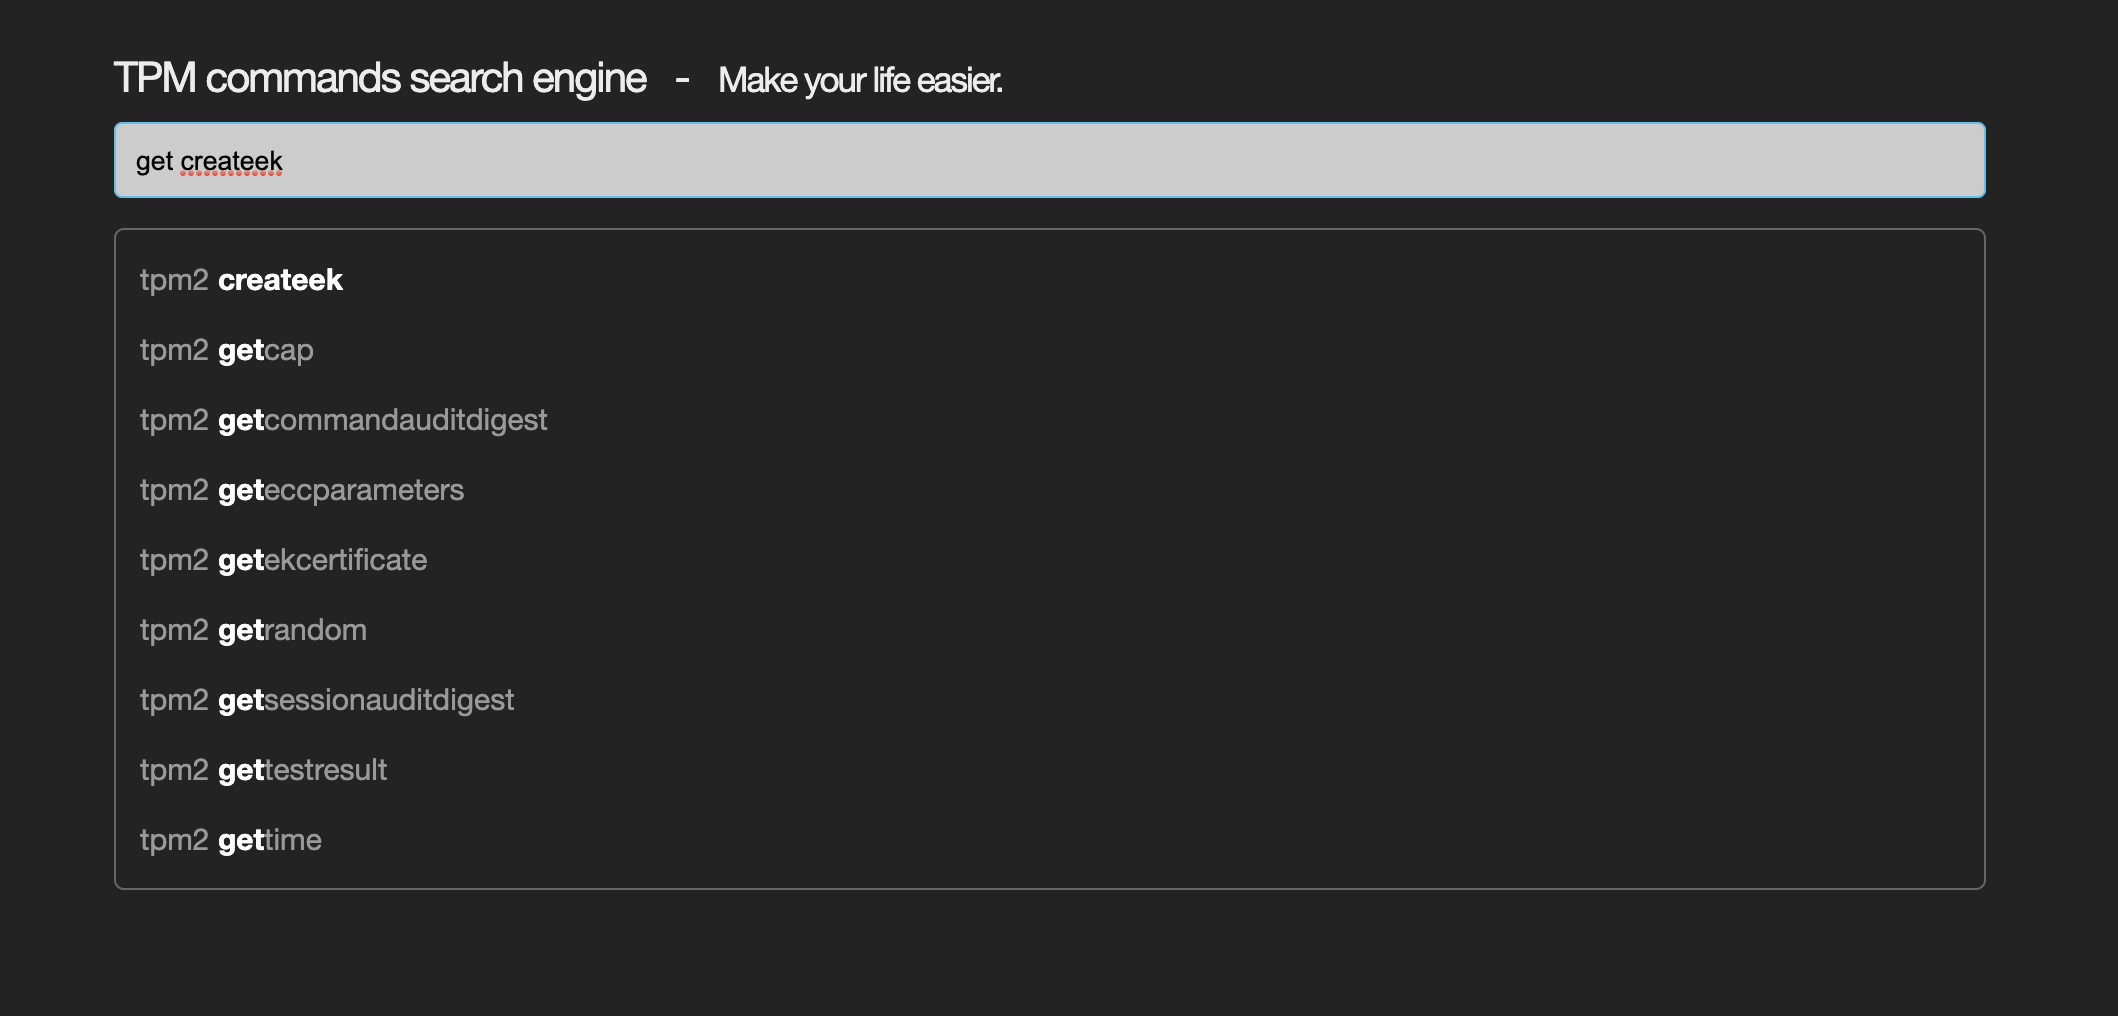 TPM commands search engine - Make your life easier.
get createek
tpm2 createek
tpm2 getcap
tpm2 getcommandauditdigest
tpm2 geteccparameters
tpm2 getekcertificate
tpm2 getrandom
tpm2 getsessionauditdigest
tpm2 gettestresult
tpm2 gettime